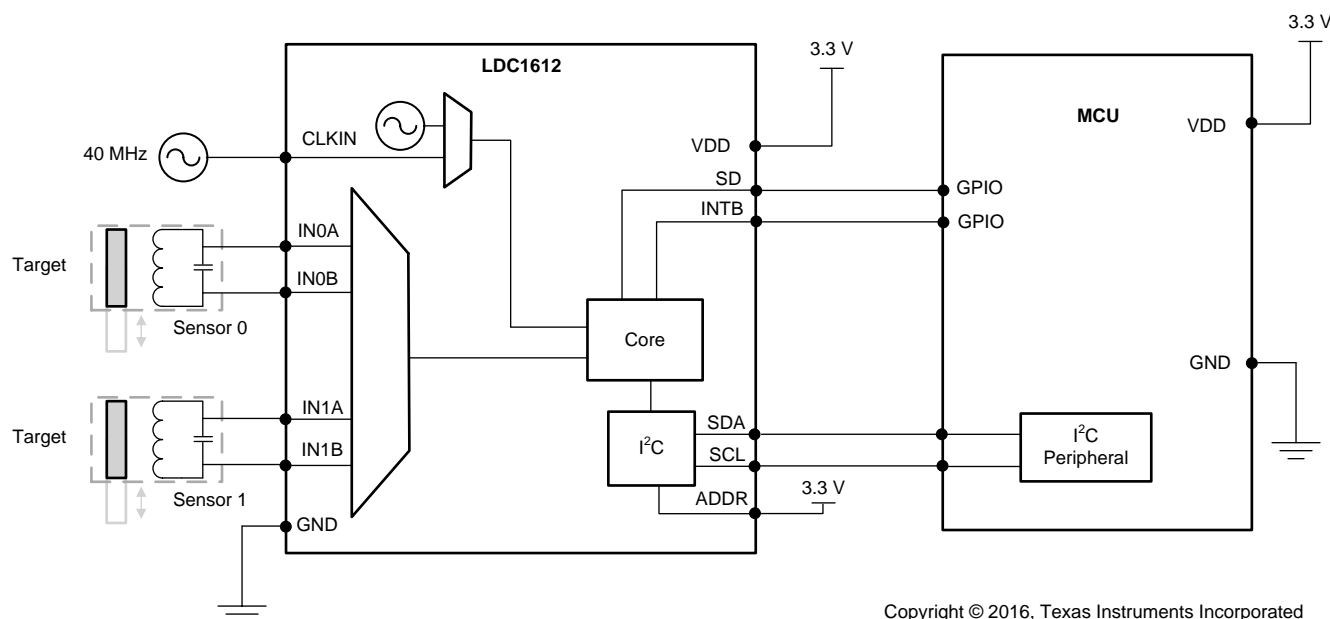 3.3 V
3.3 V
LDC1612
MCU
40 MHz
CLKIN
VDD
VDD
SD
GPIO
INTB
GPIO
IN0A
Target
IN0B
Sensor 0
Core
GND
IN1A
Target
IN1B
Sensor 1
SDA
I²C
SCL
I²C
Peripheral
ADDR
3.3 V
GND
Copyright © 2016, Texas Instruments Incorporated